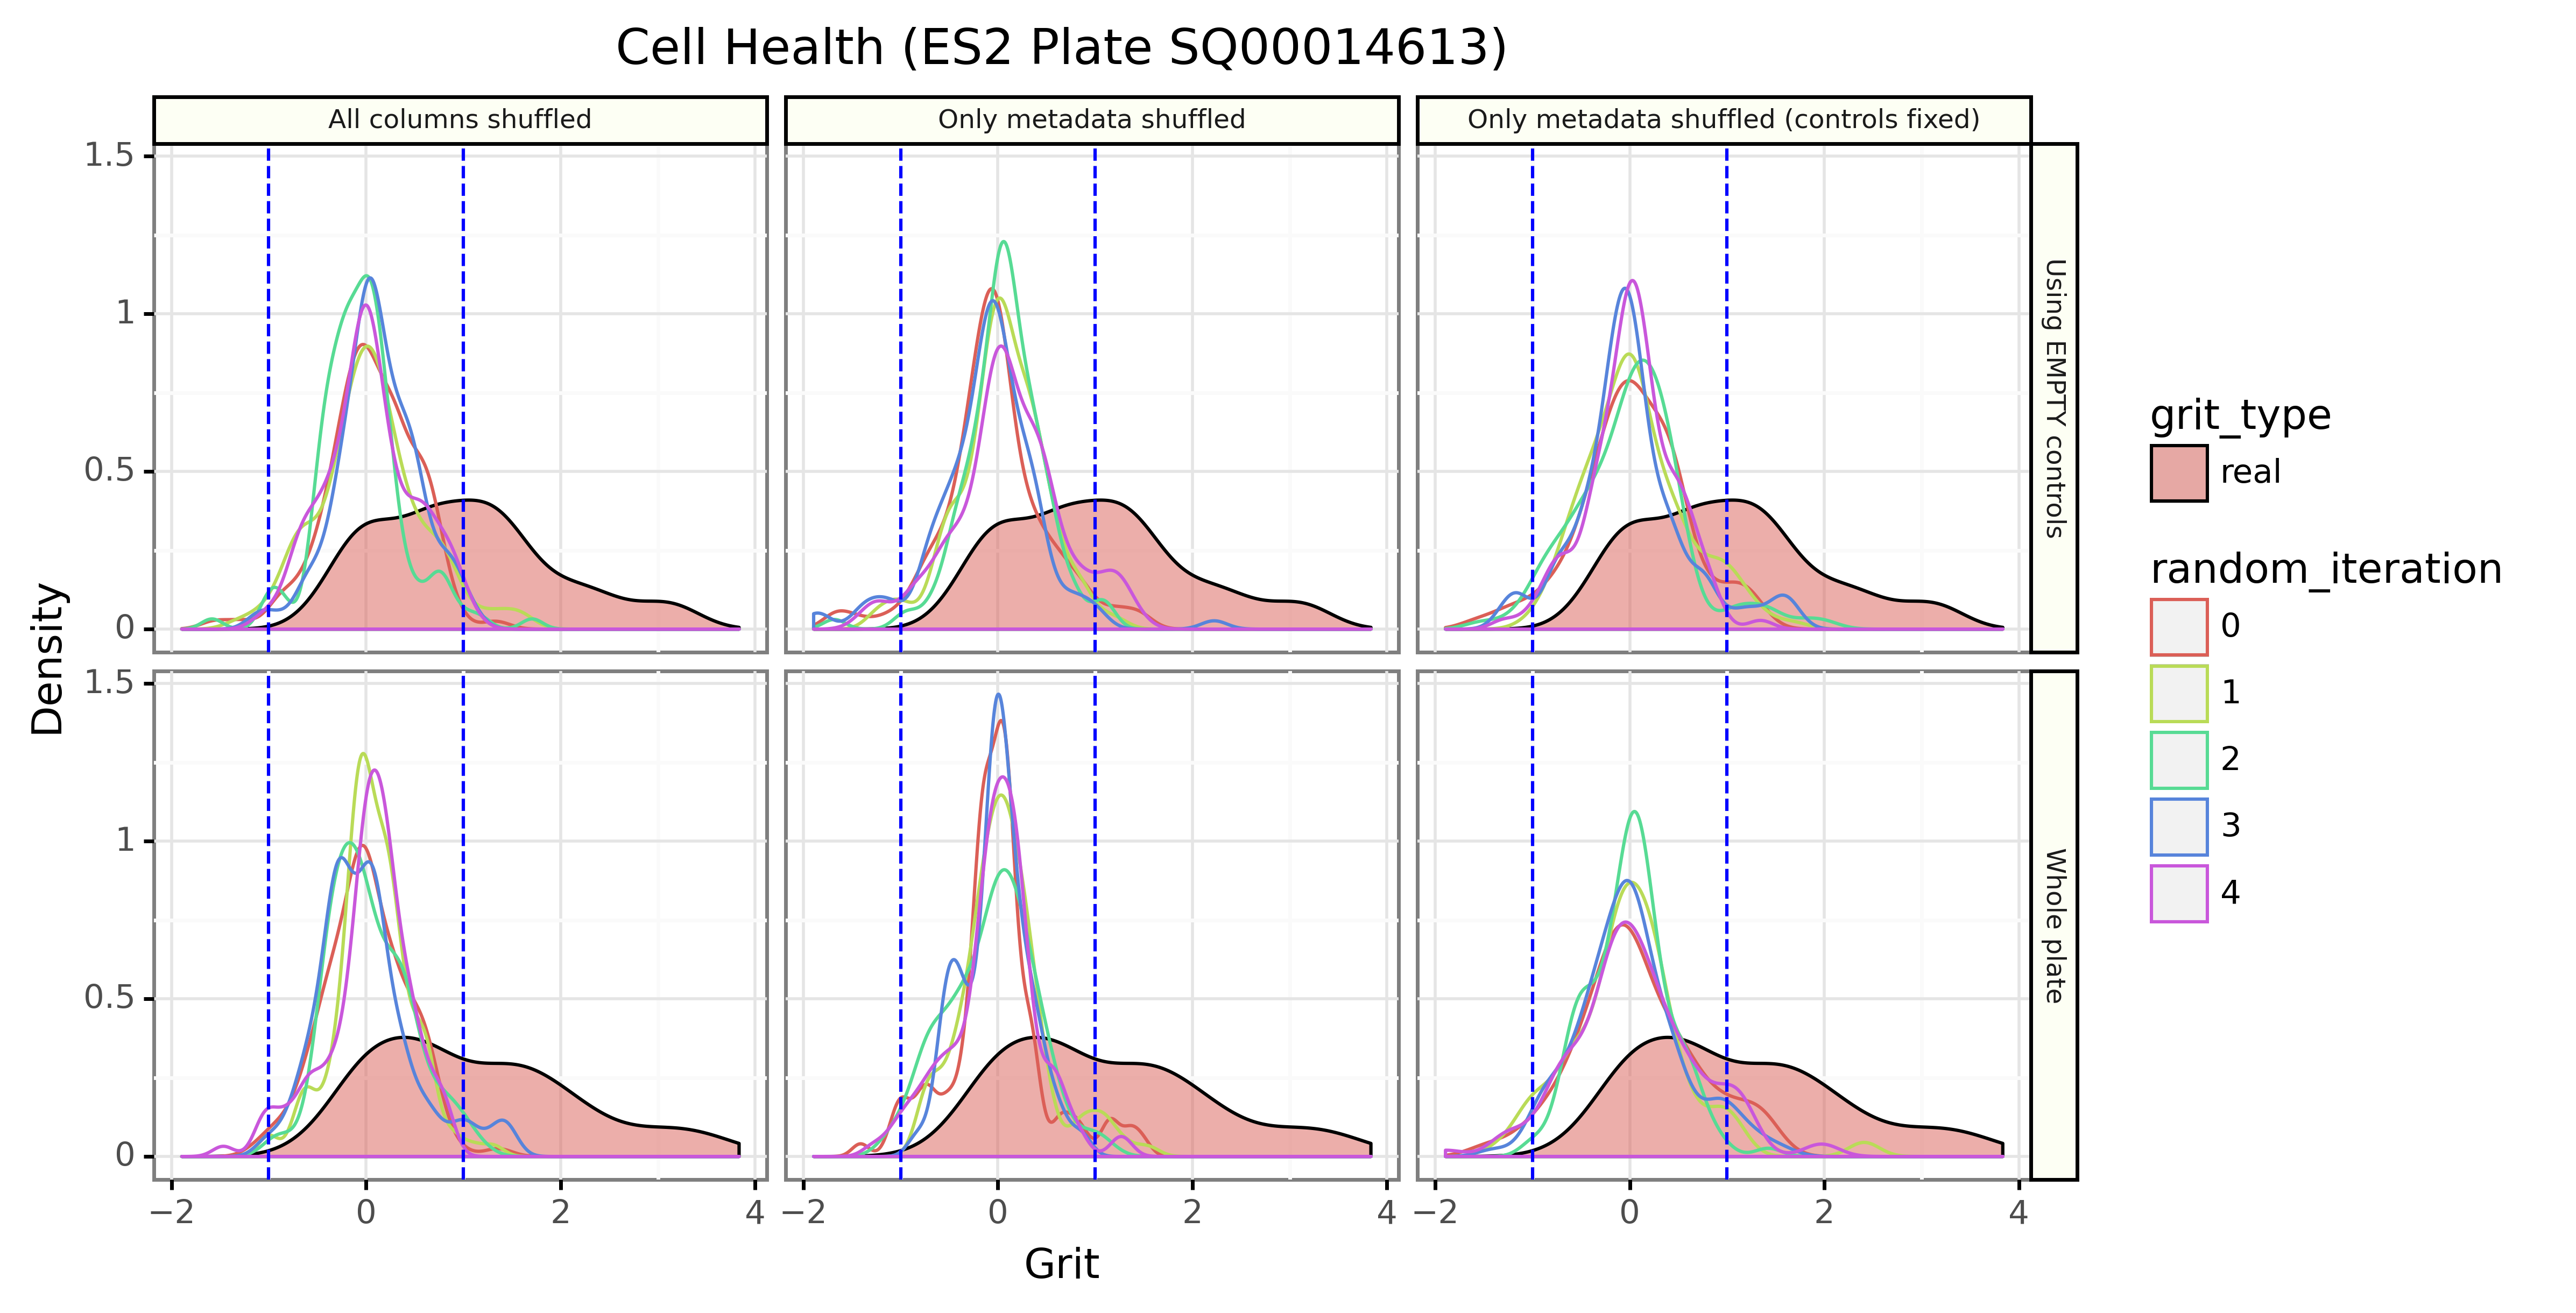 Cell Health (ES2 Plate SQ00014613)
All columns shuffled
Only metadata shuffled
Only metadata shuffled (controls fixed)
1.5
1
0.5
0
Using EMPTY controls
1.5
1
0.5
0
Whole plate
Density
−2 0 2 4
−2 0 2 4
−2 0 2 4
Grit
grit_type
real
random_iteration
0
1
2
3
4